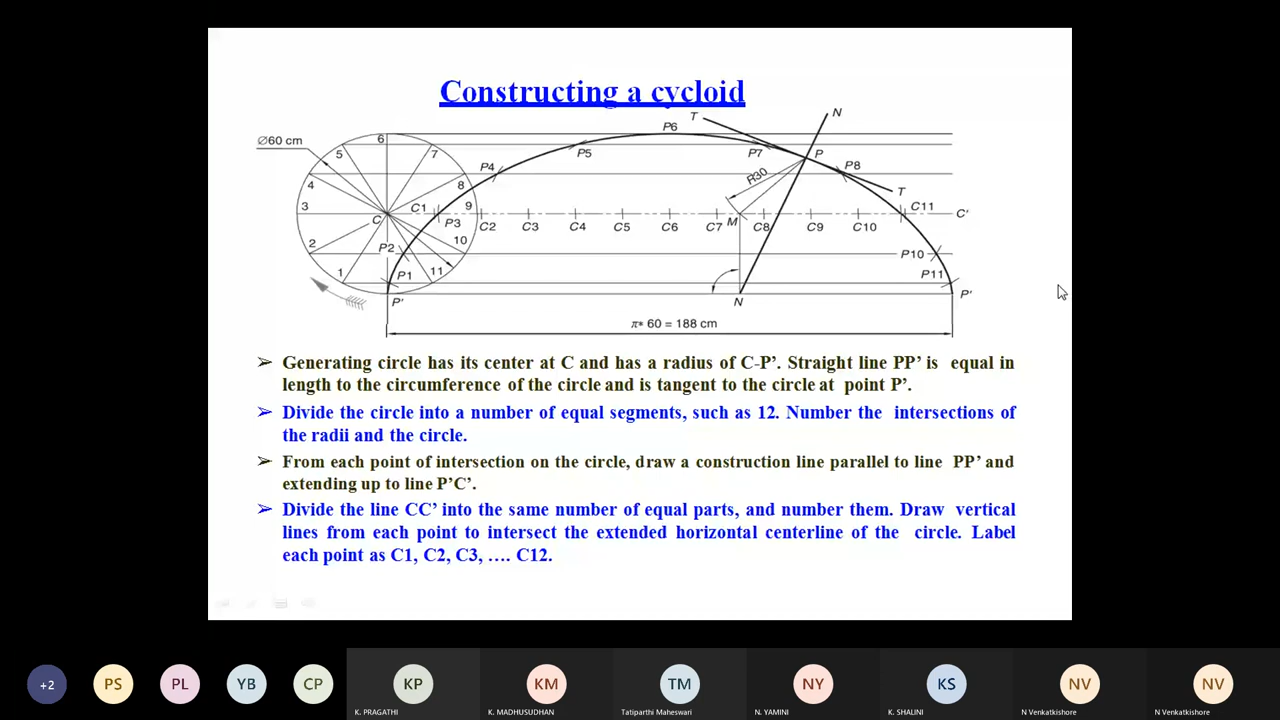 Constructing a cycloid
N
T
P6
Ø60 cm
6
5
7
P5
P7
P
P4
P8
R30
4
8
T
3
C1
9
C11
C
P3
C2
C3
C4
C5
C6
C7
M
C8
C9
C10
C'
2
P2
10
P10
1
P1
11
P11
P'
N
P'
π* 60 = 188 cm
➢ Generating circle has its center at C and has a radius of C-P’. Straight line PP’ is equal in
length to the circumference of the circle and is tangent to the circle at point P’.
➢ Divide the circle into a number of equal segments, such as 12. Number the intersections of
the radii and the circle.
➢ From each point of intersection on the circle, draw a construction line parallel to line PP’ and
extending up to line P’C’.
➢ Divide the line CC’ into the same number of equal parts, and number them. Draw vertical
lines from each point to intersect the extended horizontal centerline of the circle. Label
each point as C1, C2, C3, …. C12.
+2
PS
PL
YB
CP
KP
KM
TM
NY
KS
NV
NV
K. PRAGATHI
K. MADHUSUDHAN
Tatiparthi Maheswari
N. YAMINI
K. SHALINI
N Venkatkishore
N Venkatkishore